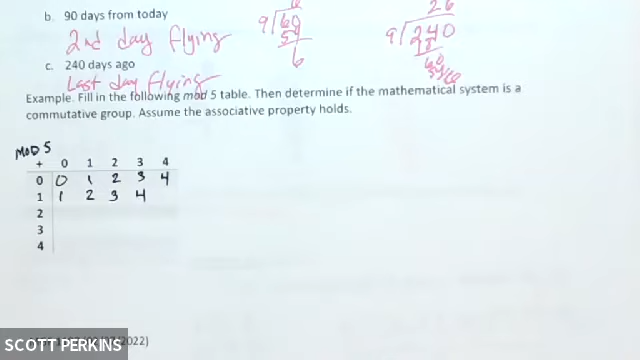 b. 90 days from today
2nd day flying
c. 240 days ago
Last day flying
6
9 60
54
6
26
9 240
18
60
Example. Fill in the following mod 5 table. Then determine if the mathematical system is a
commutative group. Assume the associative property holds.
MOD 5
+ 0 1 2 3 4
0 0 1 2 3 4
1 1 2 3 4
2
3
4
SCOTT PERKINS
2022)